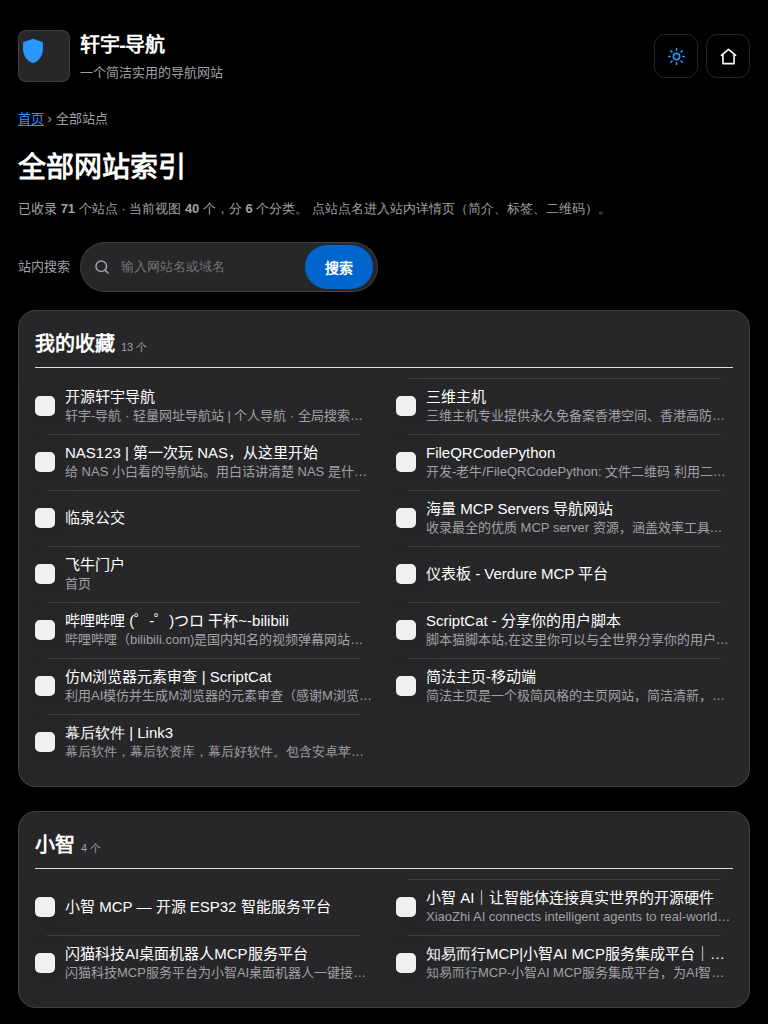 轩宇-导航
一个简洁实用的导航网站
首页 › 全部站点
全部网站索引
已收录 71 个站点 · 当前视图 40 个，分 6 个分类。 点站点名进入站内详情页（简介、标签、二维码）。
站内搜索
输入网站名或域名
搜索
我的收藏 13 个
开源轩宇导航
轩宇-导航 · 轻量网址导航站 | 个人导航 · 全局搜索…
三维主机
三维主机专业提供永久免备案香港空间、香港高防…
NAS123 | 第一次玩 NAS，从这里开始
给 NAS 小白看的导航站。用白话讲清楚 NAS 是什…
FileQRCodePython
开发-老牛/FileQRCodePython: 文件二维码 利用二…
临泉公交
海量 MCP Servers 导航网站
收录最全的优质 MCP server 资源，涵盖效率工具…
飞牛门户
首页
仪表板 - Verdure MCP 平台
哔哩哔哩 (゜-゜)つロ 干杯~-bilibili
哔哩哔哩（bilibili.com)是国内知名的视频弹幕网站…
ScriptCat - 分享你的用户脚本
脚本猫脚本站,在这里你可以与全世界分享你的用户…
仿M浏览器元素审查 | ScriptCat
利用AI模仿并生成M浏览器的元素审查（感谢M浏览…
简法主页-移动端
简法主页是一个极简风格的主页网站，简洁清新，…
幕后软件 | Link3
幕后软件，幕后软资库，幕后好软件。包含安卓苹…
小智 4 个
小智 MCP — 开源 ESP32 智能服务平台
小智 AI｜让智能体连接真实世界的开源硬件
XiaoZhi AI connects intelligent agents to real-world…
闪猫科技AI桌面机器人MCP服务平台
闪猫科技MCP服务平台为小智AI桌面机器人一键接…
知易而行MCP|小智AI MCP服务集成平台｜…
知易而行MCP-小智AI MCP服务集成平台，为AI智…